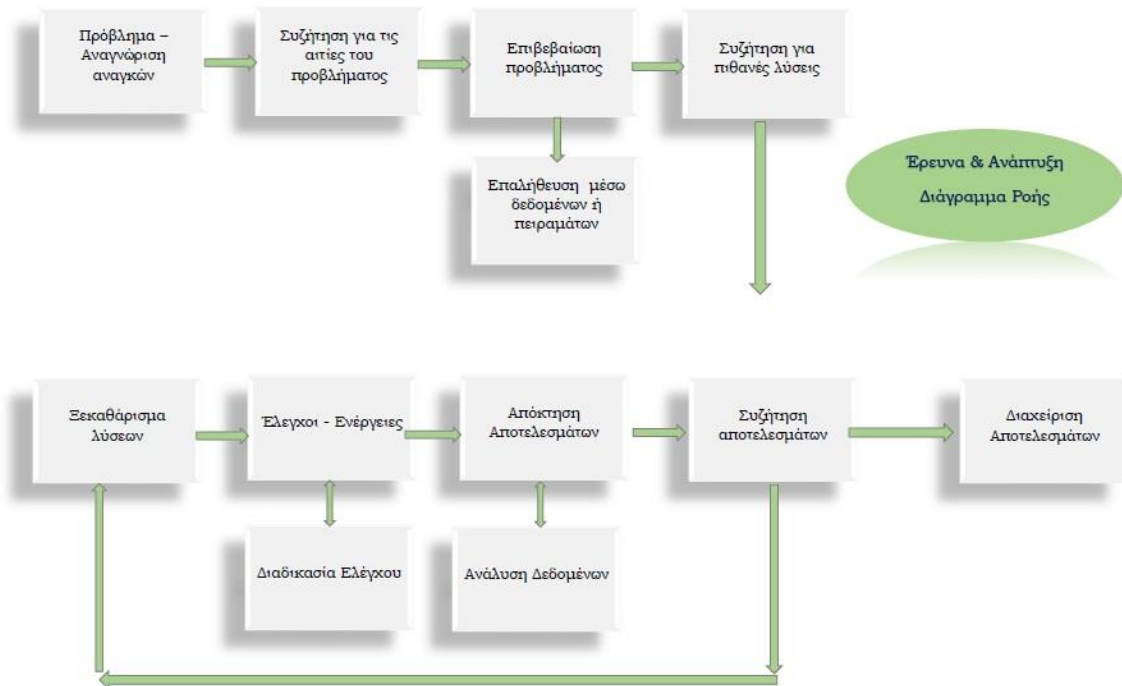 Πρόβλημα –
Αναγνώριση
αναγκών
Συζήτηση για τις
αιτίες του
προβλήματος
Επιβεβαίωση
προβλήματος
Συζήτηση για
πιθανές λύσεις
Επαλήθευση μέσω
δεδομένων ή
πειραμάτων
Έρευνα & Ανάπτυξη
Διάγραμμα Ροής
Ξεκαθάρισμα
λύσεων
Έλεγχοι - Ενέργειες
Απόκτηση
Αποτελεσμάτων
Συζήτηση
αποτελεσμάτων
Διαχείριση
Αποτελεσμάτων
Διαδικασία Ελέγχου
Ανάλυση Δεδομένων